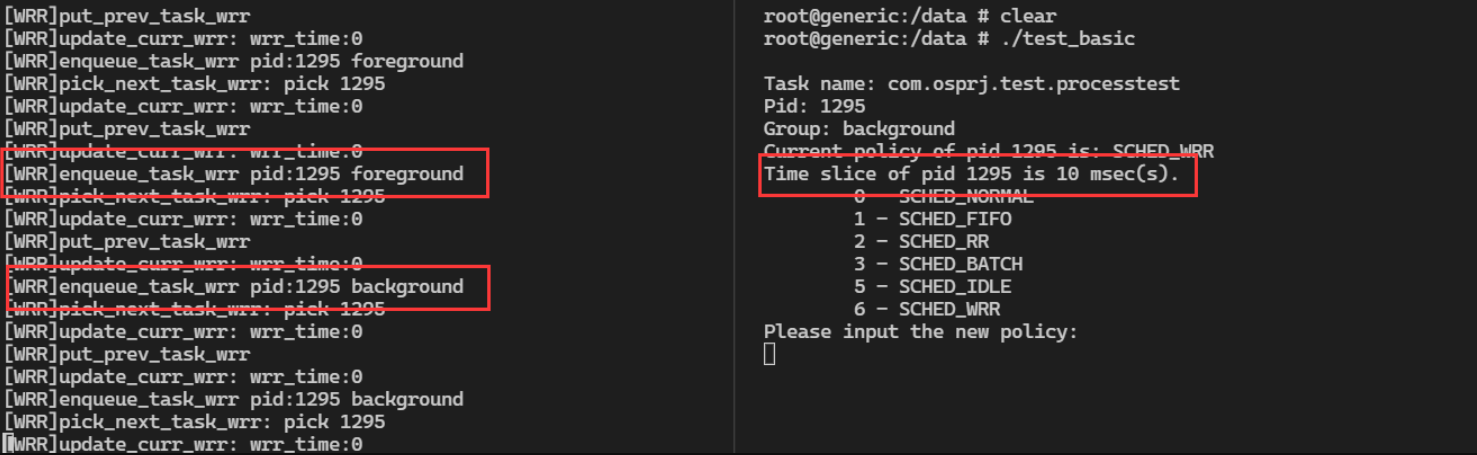 [WRR]put_prev_task_wrr
[WRR]update_curr_wrr: wrr_time:0
[WRR]enqueue_task_wrr pid:1295 foreground
[WRR]pick_next_task_wrr: pick 1295
[WRR]update_curr_wrr: wrr_time:0
[WRR]put_prev_task_wrr
[WRR]update_curr_wrr: wrr_time:0
[WRR]enqueue_task_wrr pid:1295 foreground
[WRR]pick_next_task_wrr: pick 1295
[WRR]update_curr_wrr: wrr_time:0
[WRR]put_prev_task_wrr
[WRR]update_curr_wrr: wrr_time:0
[WRR]enqueue_task_wrr pid:1295 background
[WRR]pick_next_task_wrr: pick 1295
[WRR]update_curr_wrr: wrr_time:0
[WRR]put_prev_task_wrr
[WRR]update_curr_wrr: wrr_time:0
[WRR]enqueue_task_wrr pid:1295 background
[WRR]pick_next_task_wrr: pick 1295
[WRR]update_curr_wrr: wrr_time:0
root@generic:/data # clear
root@generic:/data # ./test_basic
Task name: com.osprj.test.processtest
Pid: 1295
Group: background
Current policy of pid 1295 is: SCHED_WRR
Time slice of pid 1295 is 10 msec(s).
0 - SCHED_NORMAL
1 - SCHED_FIFO
2 - SCHED_RR
3 - SCHED_BATCH
5 - SCHED_IDLE
6 - SCHED_WRR
Please input the new policy: